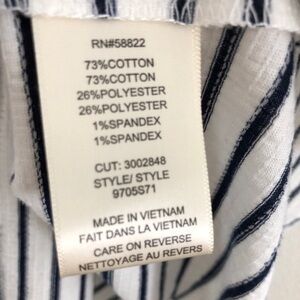 RN#58822
73%COTTON
73%COTTON
26%POLYESTER
26%POLYESTER
1%SPANDEX
1%SPANDEX
CUT: 3002848
STYLE/ STYLE
9705S71
MADE IN VIETNAM
FAIT DANS LA VIETNAM
CARE ON REVERSE
NETTOYAGE AU REVERS